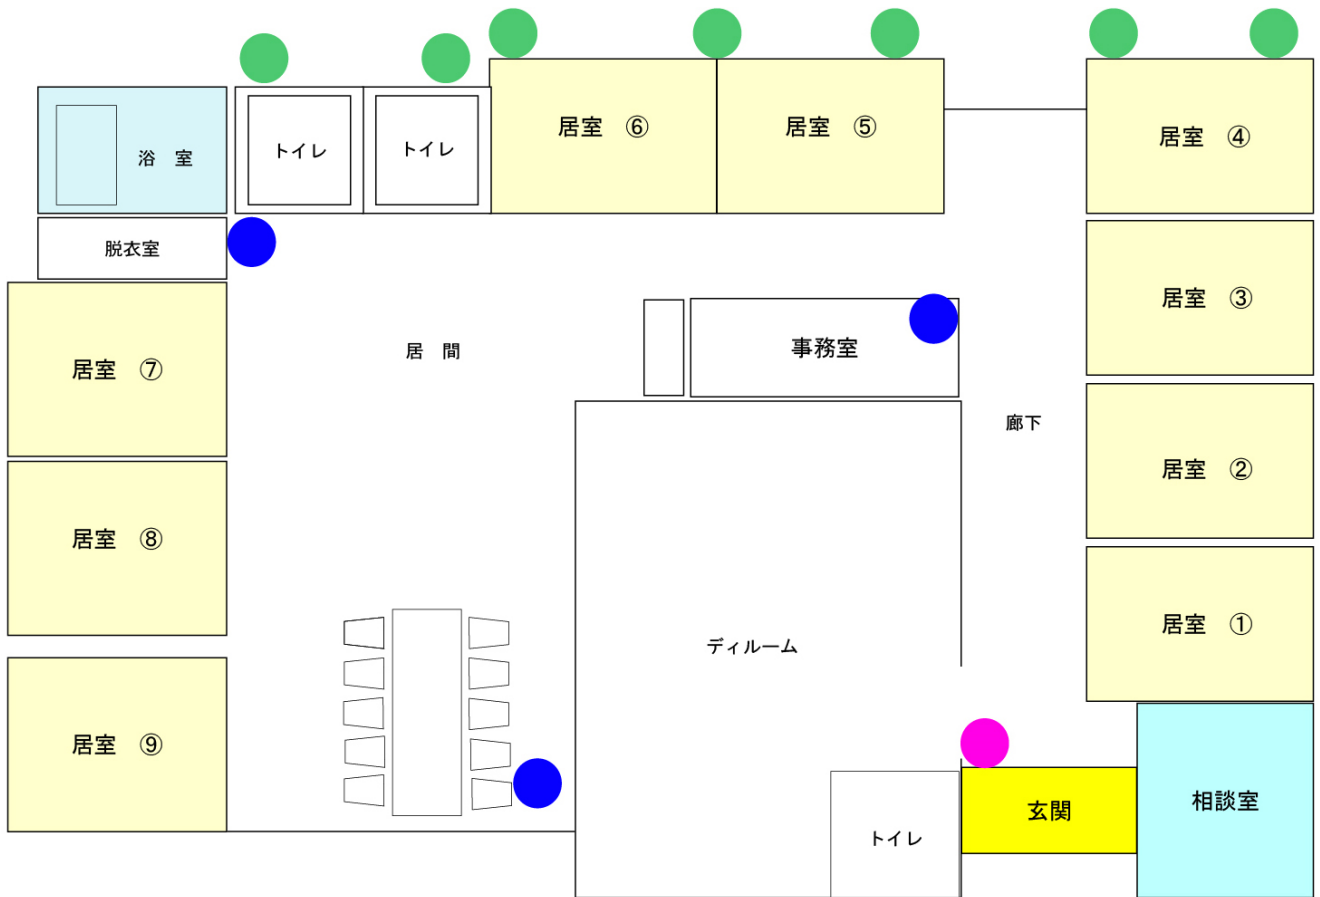 居室　⑥
居室　⑤
居室　④
浴　室
トイレ
トイレ
脱衣室
居室　③
居室　⑦
居　間
事務室
廊下
居室　②
居室　⑧
居室　①
ディルーム
居室　⑨
玄関
相談室
トイレ